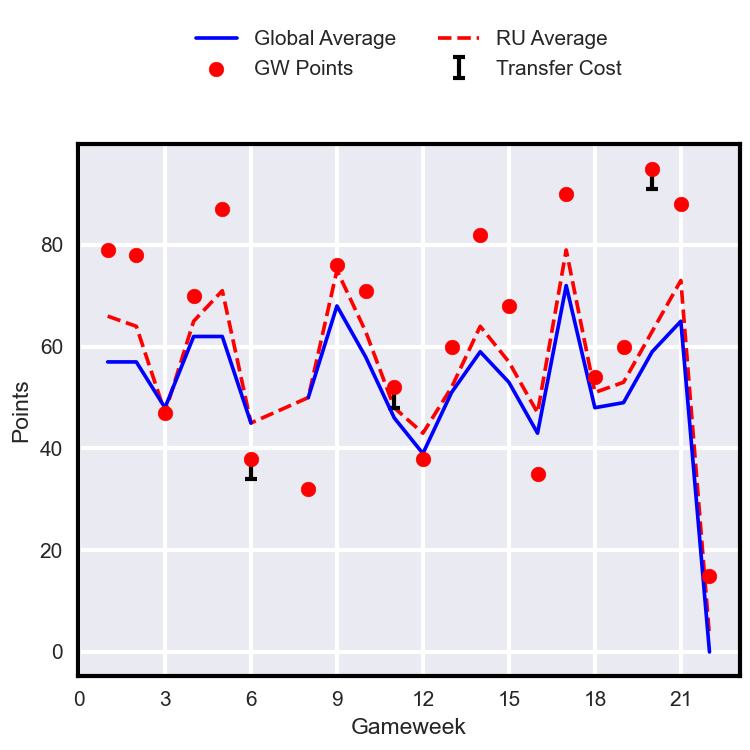 Global Average RU Average
GW Points Transfer Cost
80
60
40
20
0
Points
0 3 6 9 12 15 18 21
Gameweek